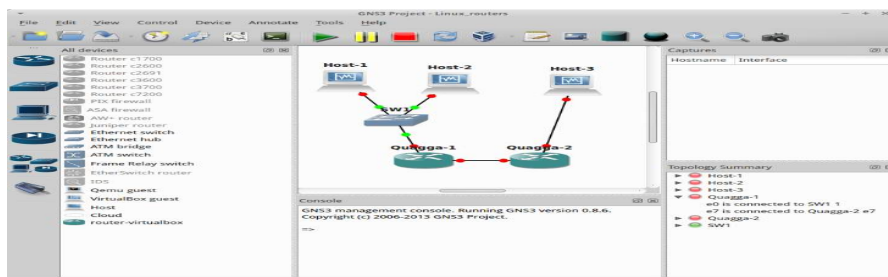 GNS3 Project - Linux_routers
File Edit View Control Device Annotate Tools Help
All devices
Router c1700
Router c2600
Router c2691
Router c3600
Router c3700
Router c7200
PIX firewall
ASA firewall
AW+ router
Juniper router
Ethernet switch
Ethernet hub
ATM bridge
ATM switch
Frame Relay switch
EtherSwitch router
IDS
Qemu guest
VirtualBox guest
Host
Cloud
router-virtualbox
Host-1
Host-2
Host-3
SW1
Quagga-1
Quagga-2
Console
GNS3 management console. Running GNS3 version 0.8.6.
Copyright (c) 2006-2013 GNS3 Project.
=>
Captures
Hostname Interface
Topology Summary
Host-1
Host-2
Host-3
Quagga-1
e0 is connected to SW1 1
e7 is connected to Quagga-2 e7
Quagga-2
SW1